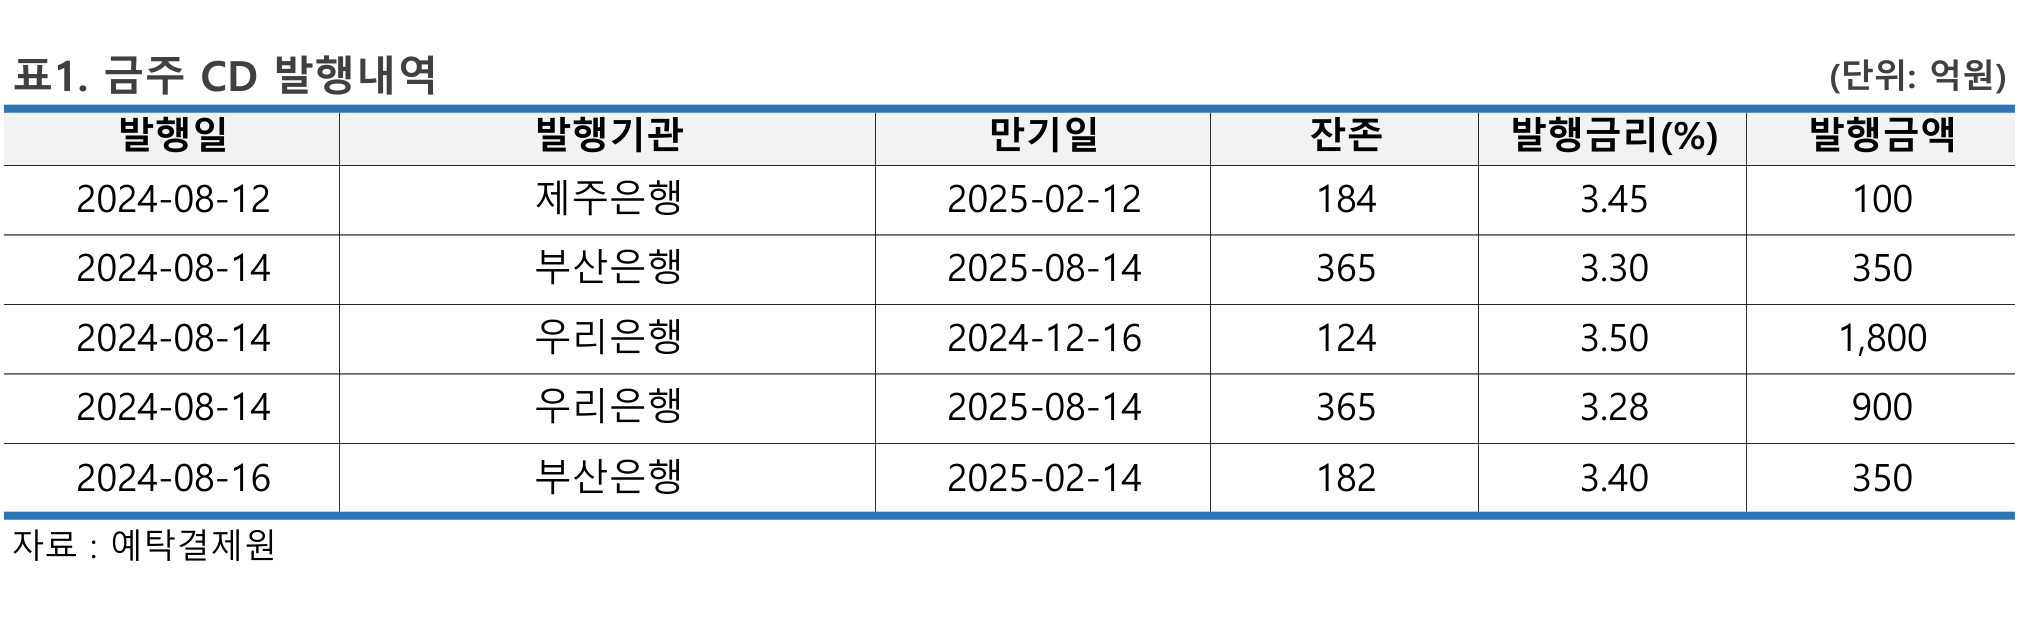 표1. 금주 CD 발행내역 (단위: 억원)
발행일 발행기관 만기일 잔존 발행금리(%) 발행금액
2024-08-12 제주은행 2025-02-12 184 3.45 100
2024-08-14 부산은행 2025-08-14 365 3.30 350
2024-08-14 우리은행 2024-12-16 124 3.50 1,800
2024-08-14 우리은행 2025-08-14 365 3.28 900
2024-08-16 부산은행 2025-02-14 182 3.40 350
자료 : 예탁결제원